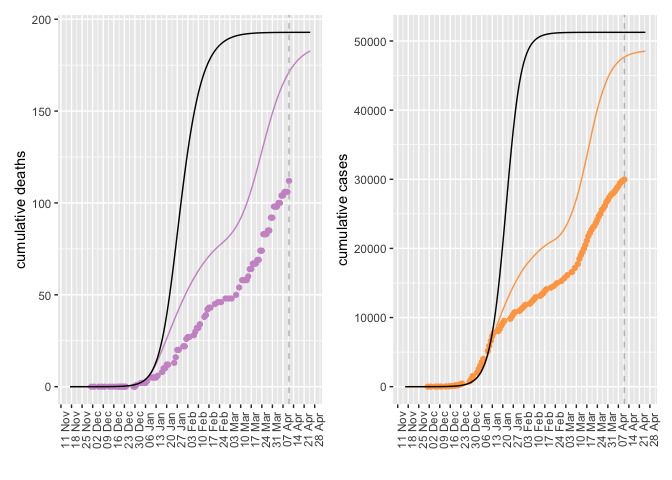 cumulative deaths
200
150
100
50
0
11 Nov
18 Nov
25 Nov
02 Dec
09 Dec
16 Dec
23 Dec
30 Dec
06 Jan
13 Jan
20 Jan
27 Jan
03 Feb
10 Feb
17 Feb
24 Feb
03 Mar
10 Mar
17 Mar
24 Mar
31 Mar
07 Apr
14 Apr
21 Apr
28 Apr
cumulative cases
50000
40000
30000
20000
10000
0
11 Nov
18 Nov
25 Nov
02 Dec
09 Dec
16 Dec
23 Dec
30 Dec
06 Jan
13 Jan
20 Jan
27 Jan
03 Feb
10 Feb
17 Feb
24 Feb
03 Mar
10 Mar
17 Mar
24 Mar
31 Mar
07 Apr
14 Apr
21 Apr
28 Apr